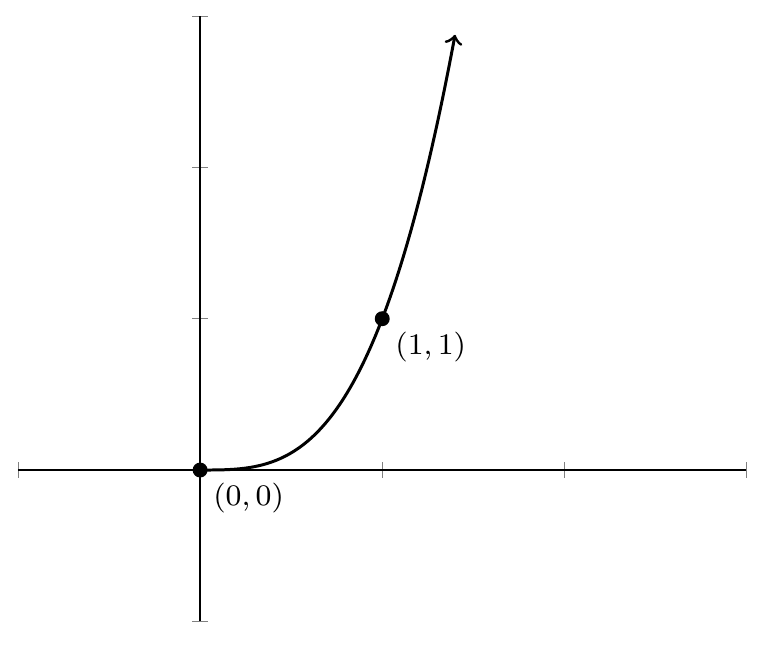 (1, 1)
(0, 0)